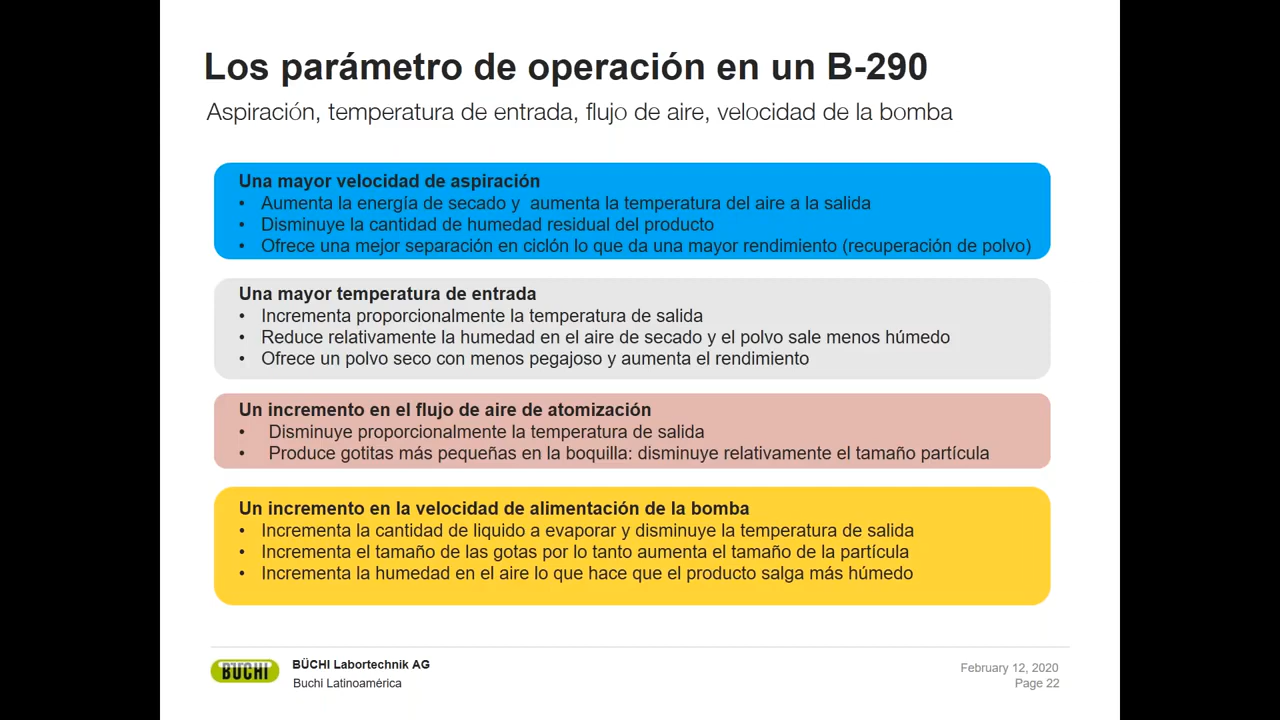 Los parámetro de operación en un B-290
Aspiración, temperatura de entrada, flujo de aire, velocidad de la bomba
Una mayor velocidad de aspiración
• Aumenta la energía de secado y aumenta la temperatura del aire a la salida
• Disminuye la cantidad de humedad residual del producto
• Ofrece una mejor separación en ciclón lo que da una mayor rendimiento (recuperación de polvo)
Una mayor temperatura de entrada
• Incrementa proporcionalmente la temperatura de salida
• Reduce relativamente la humedad en el aire de secado y el polvo sale menos húmedo
• Ofrece un polvo seco con menos pegajoso y aumenta el rendimiento
Un incremento en el flujo de aire de atomización
• Disminuye proporcionalmente la temperatura de salida
• Produce gotitas más pequeñas en la boquilla: disminuye relativamente el tamaño partícula
Un incremento en la velocidad de alimentación de la bomba
• Incrementa la cantidad de liquido a evaporar y disminuye la temperatura de salida
• Incrementa el tamaño de las gotas por lo tanto aumenta el tamaño de la partícula
• Incrementa la humedad en el aire lo que hace que el producto salga más húmedo
BÜCHI
BÜCHI Labortechnik AG
Buchi Latinoamérica
February 12, 2020
Page 22